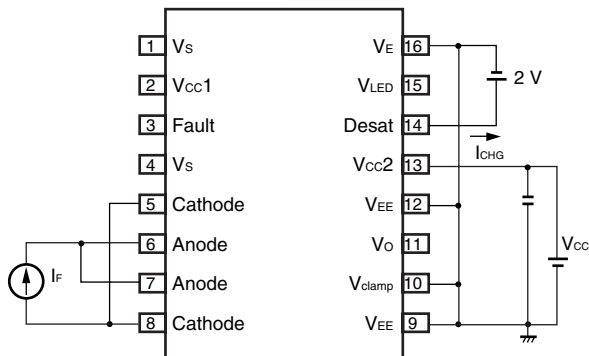 1 VS VE 16
2 VCC1 VLED 15 2 V
3 Fault Desat 14
ICHG
4 VS VCC2 13
5 Cathode VEE 12
6 Anode VO 11
IF VCC
7 Anode Vclamp 10
8 Cathode VEE 9